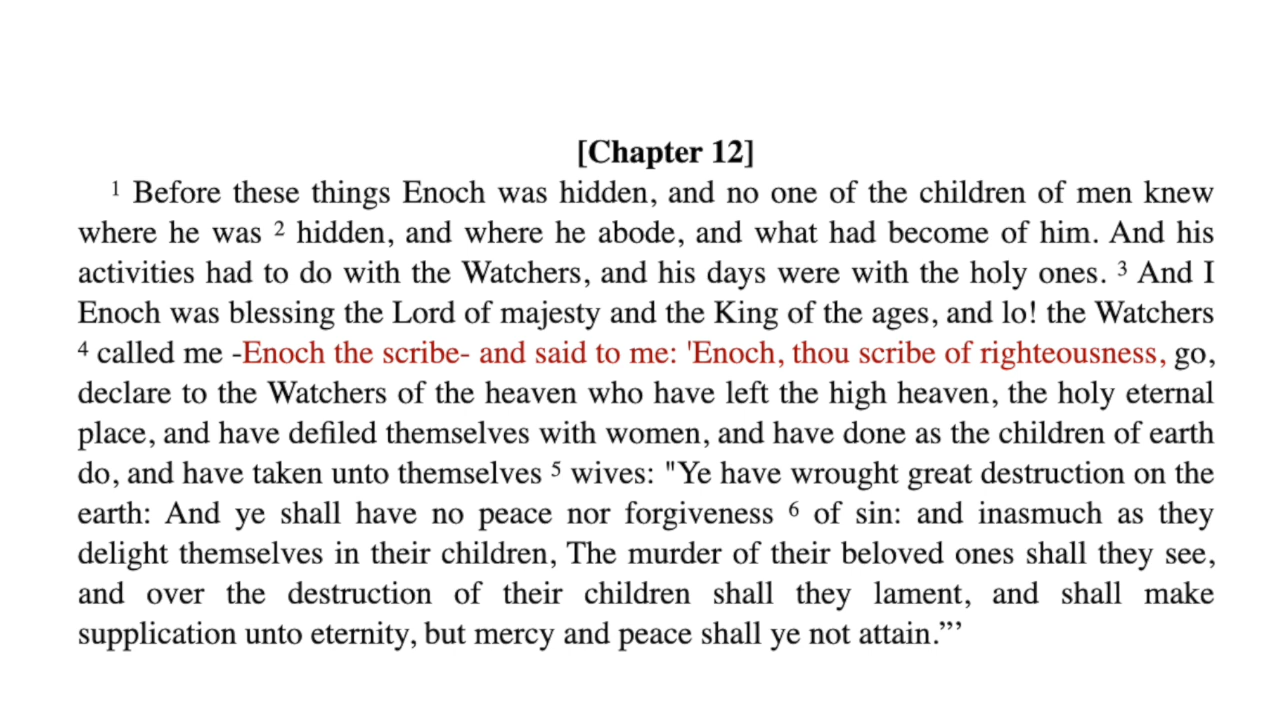 [Chapter 12]
1 Before these things Enoch was hidden, and no one of the children of men knew
where he was 2 hidden, and where he abode, and what had become of him. And his
activities had to do with the Watchers, and his days were with the holy ones. 3 And I
Enoch was blessing the Lord of majesty and the King of the ages, and lo! the Watchers
4 called me -Enoch the scribe- and said to me: 'Enoch, thou scribe of righteousness, go,
declare to the Watchers of the heaven who have left the high heaven, the holy eternal
place, and have defiled themselves with women, and have done as the children of earth
do, and have taken unto themselves 5 wives: "Ye have wrought great destruction on the
earth: And ye shall have no peace nor forgiveness 6 of sin: and inasmuch as they
delight themselves in their children, The murder of their beloved ones shall they see,
and over the destruction of their children shall they lament, and shall make
supplication unto eternity, but mercy and peace shall ye not attain.”’